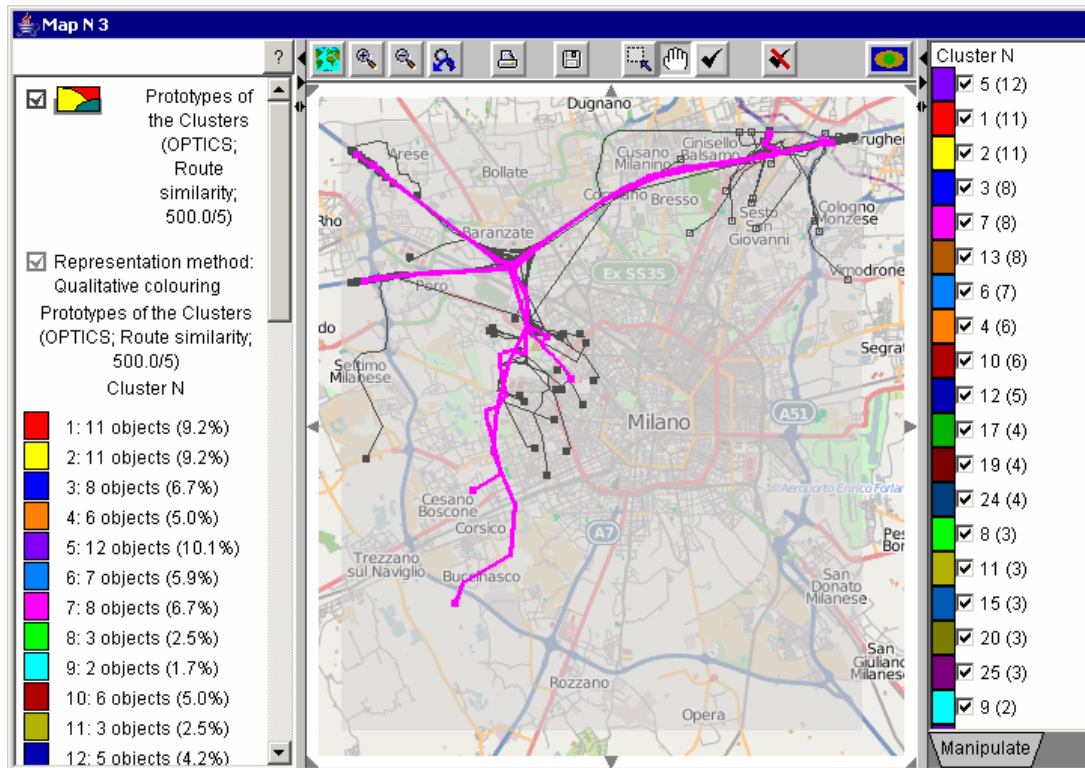 Map N 3
?
Prototypes of
the Clusters
(OPTICS;
Route
similarity;
500.0/5)
Representation method:
Qualitative colouring
Prototypes of the Clusters
(OPTICS; Route similarity;
500.0/5)
Cluster N
1: 11 objects (9.2%)
2: 11 objects (9.2%)
3: 8 objects (6.7%)
4: 6 objects (5.0%)
5: 12 objects (10.1%)
6: 7 objects (5.9%)
7: 8 objects (6.7%)
8: 3 objects (2.5%)
9: 2 objects (1.7%)
10: 6 objects (5.0%)
11: 3 objects (2.5%)
12: 5 objects (4.2%)
Dugnano
Arese
Bollate
Cusano
Milanino
Cinisello
Balsamo
Brugher
Rho
Bresso
Sesto
San
Giovanni
Cologno
Monzese
Baranzate
Pero
Ex SS35
Vimodrone
do
Settimo
Milanese
Segrat
Milano
A51
Aeroporto Enrico Forlan
Cesano
Boscone
Corsico
A7
Pes
Bor
Trezzano
sul Naviglio
Buccinasco
San
Donato
Milanese
San
Giuliano
Milanes
Rozzano
Opera
Cluster N
5 (12)
1 (11)
2 (11)
3 (8)
7 (8)
13 (8)
6 (7)
4 (6)
10 (6)
12 (5)
17 (4)
19 (4)
24 (4)
8 (3)
11 (3)
15 (3)
20 (3)
25 (3)
9 (2)
Manipulate